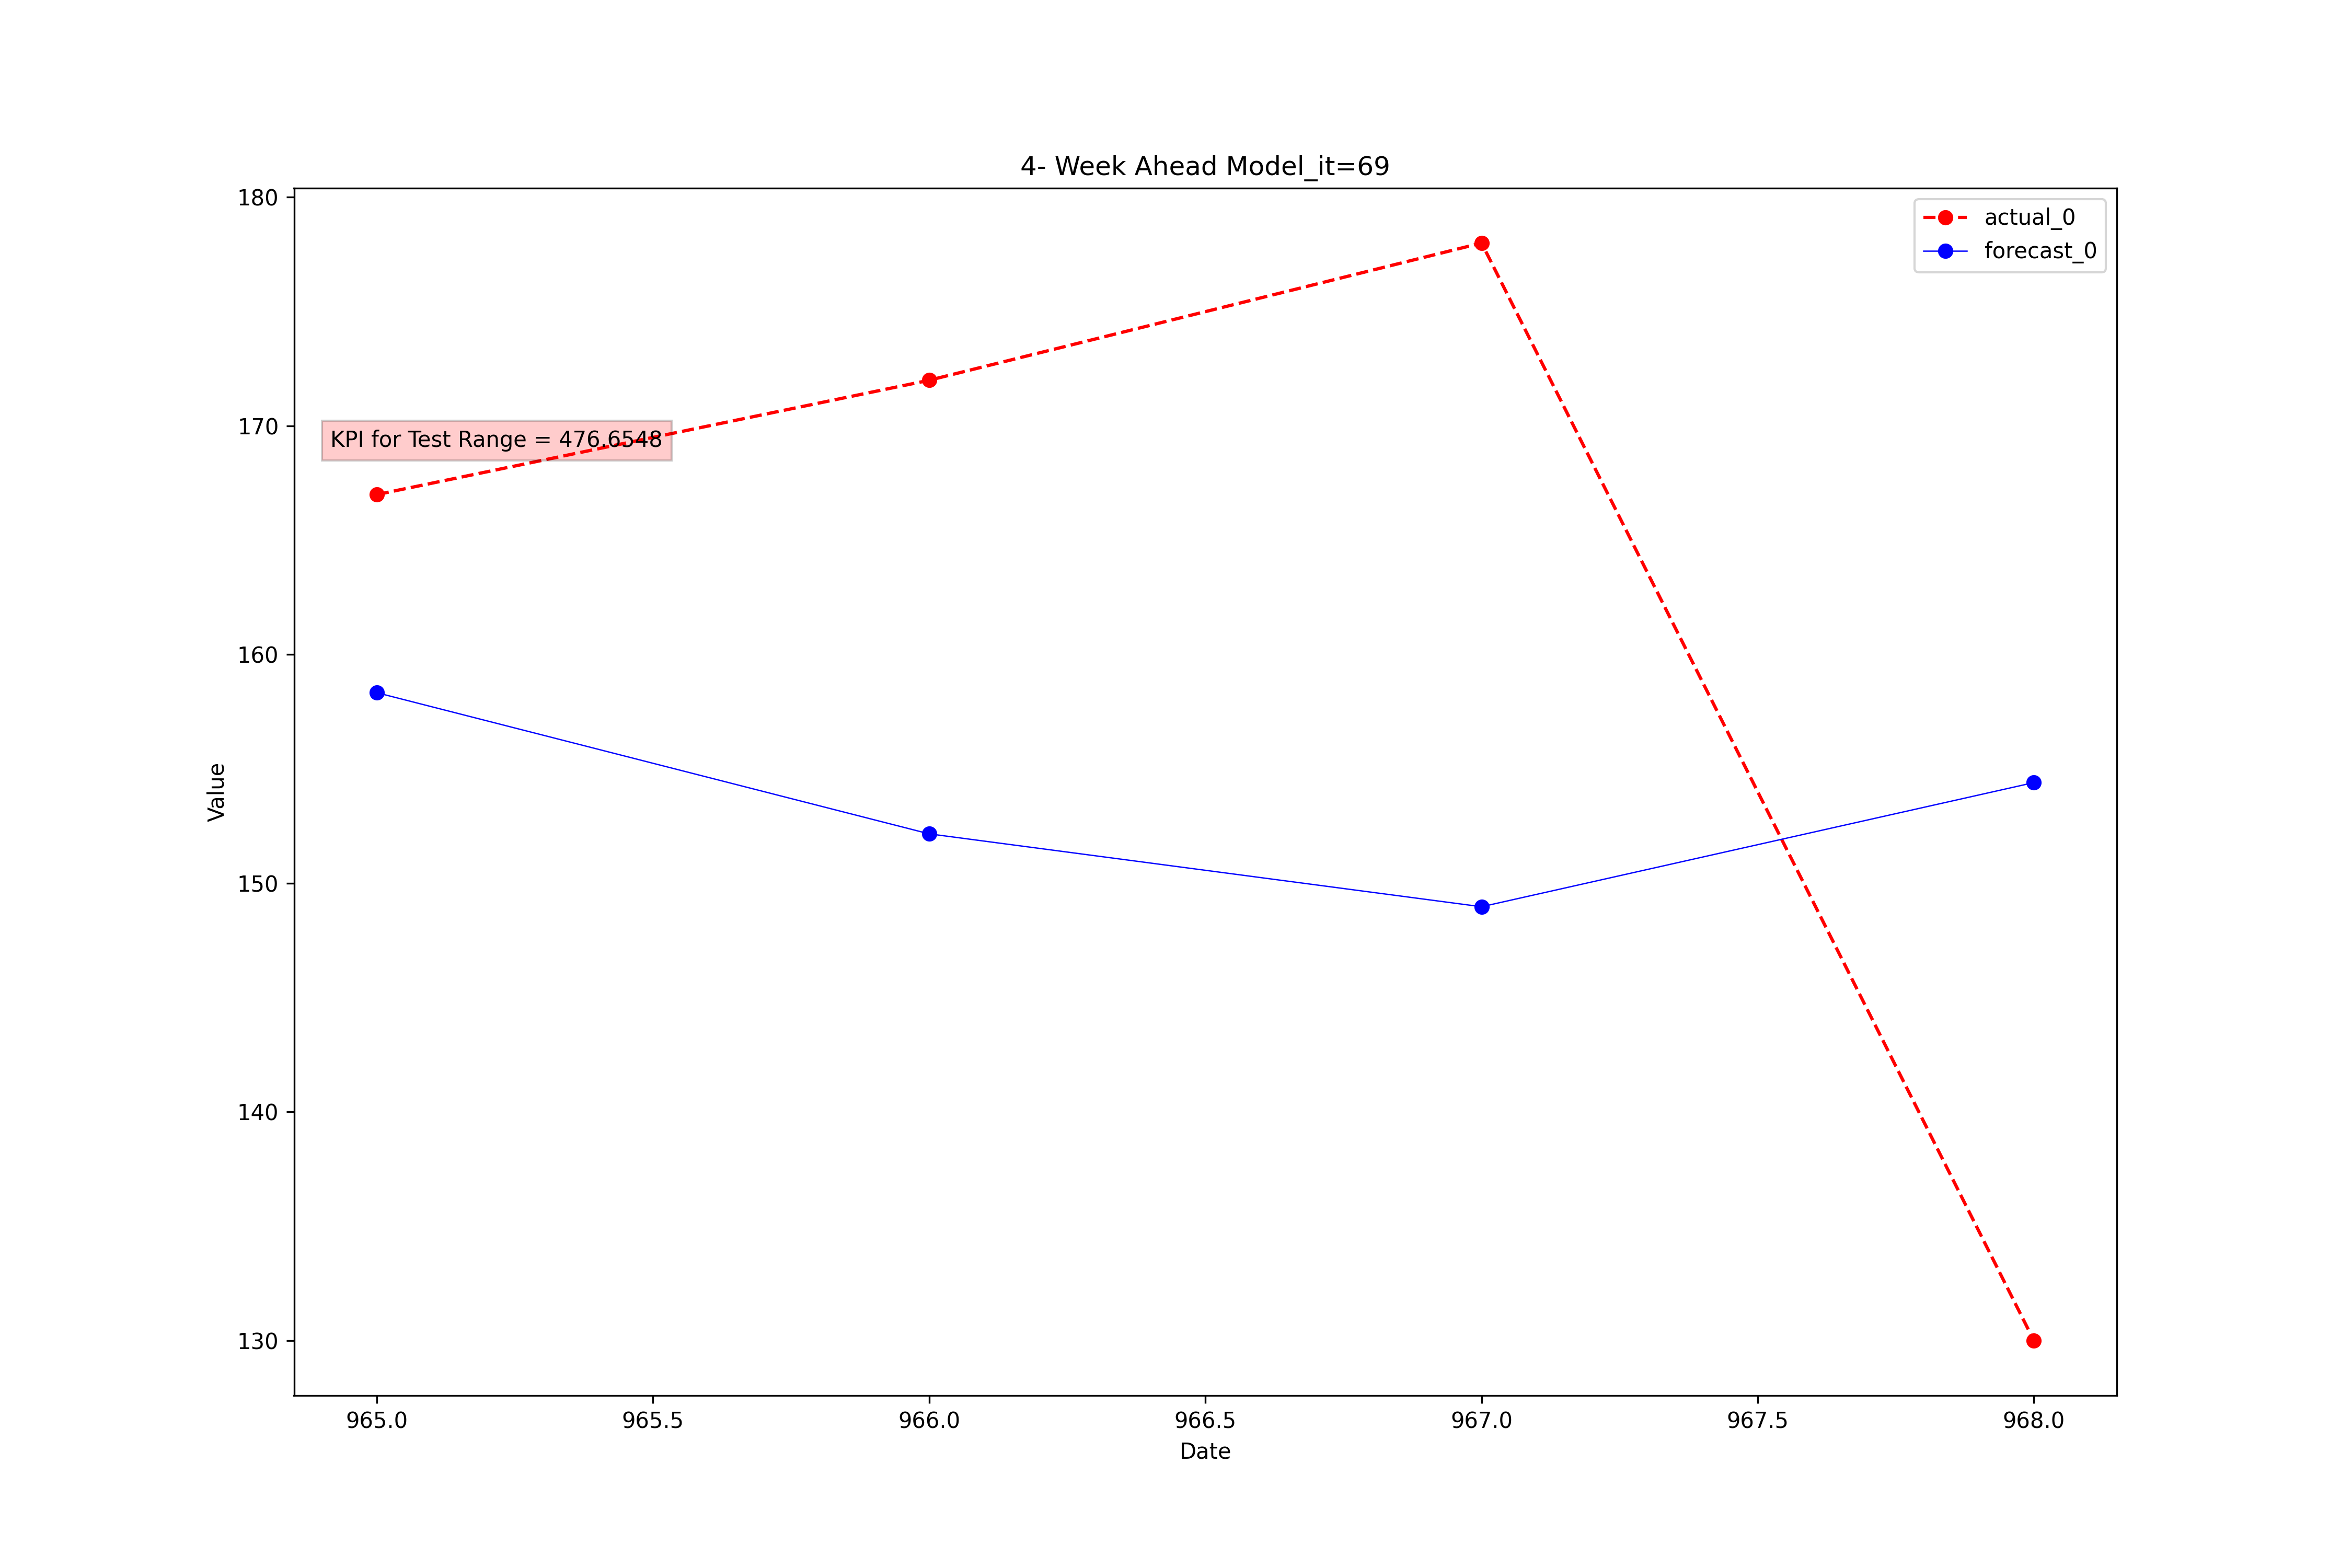 4- Week Ahead Model_it=69
actual_0
forecast_0
KPI for Test Range = 476.6548
Value
180
170
160
150
140
130
965.0 965.5 966.0 966.5 967.0 967.5 968.0
Date